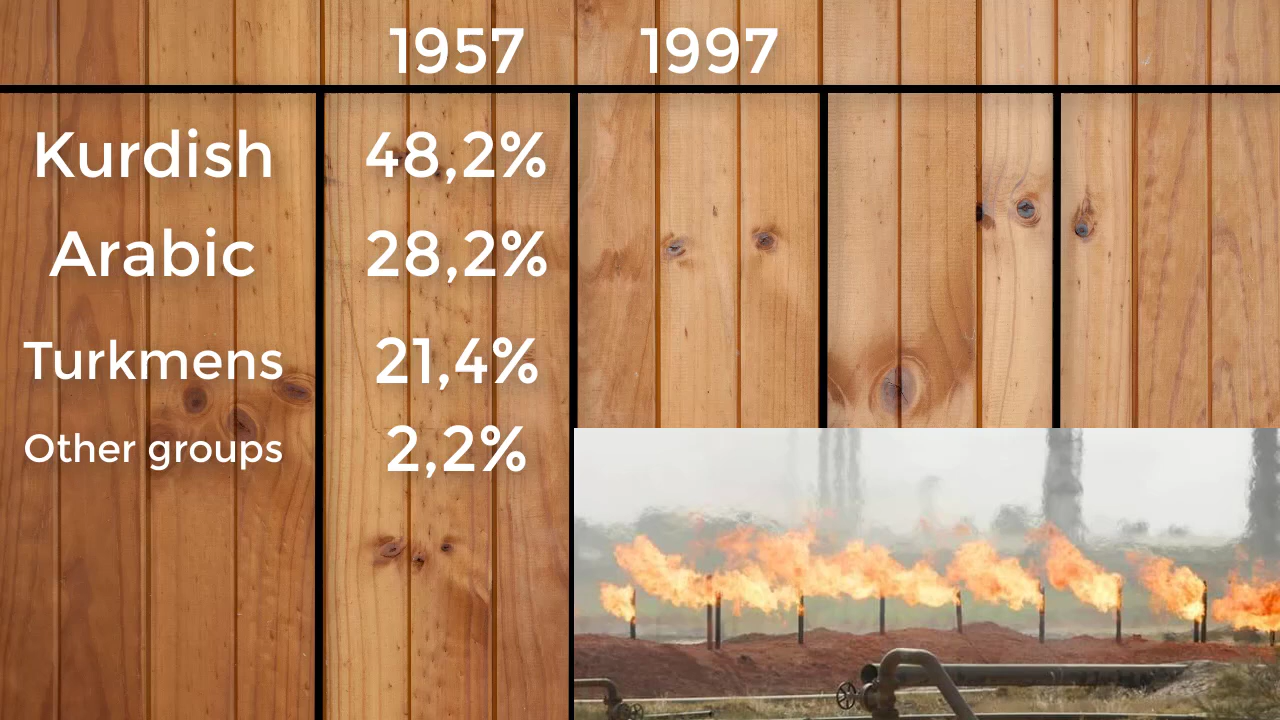 1957 1997
Kurdish 48,2%
Arabic 28,2%
Turkmens 21,4%
Other groups 2,2%